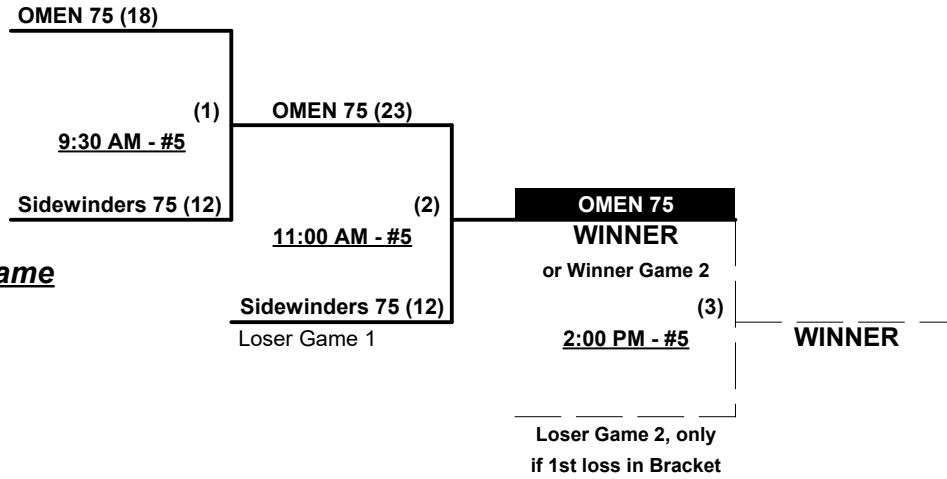 OMEN 75 (18)
(1)
OMEN 75 (23)
9:30 AM - #5
Sidewinders 75 (12)
(2)
OMEN 75
11:00 AM - #5
WINNER
or Winner Game 2
Sidewinders 75 (12)
(3)
Loser Game 1
2:00 PM - #5
WINNER
Loser Game 2, only
if 1st loss in Bracket